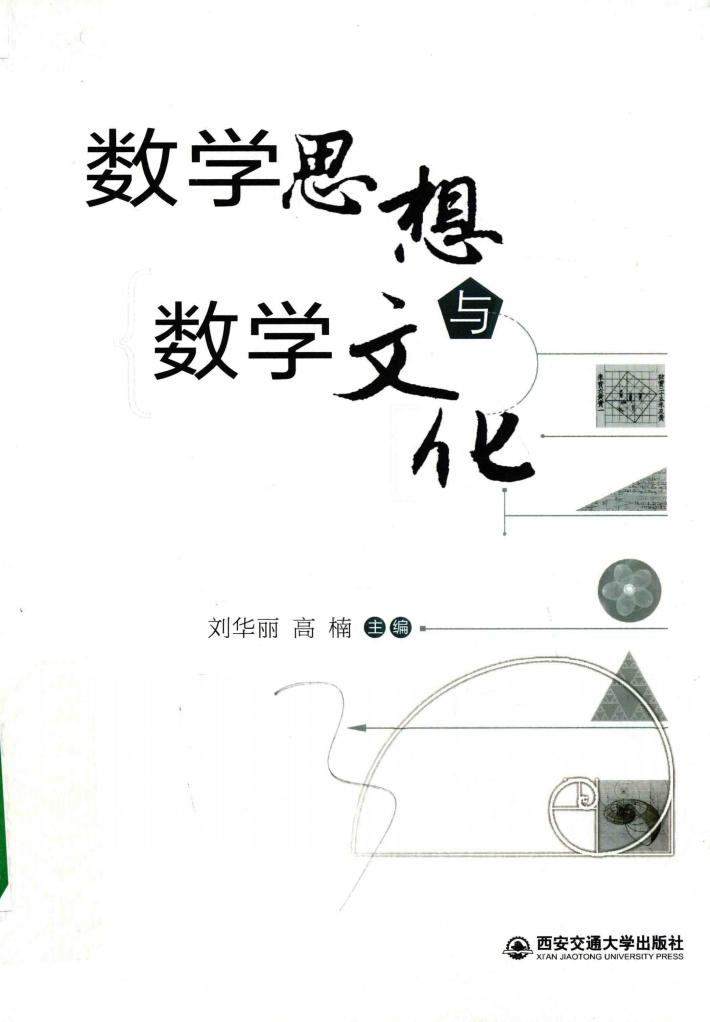 数学思想
与
数学文化
刘华丽 高 楠 主编
西安交通大学出版社
XI'AN JIAOTONG UNIVERSITY PRESS